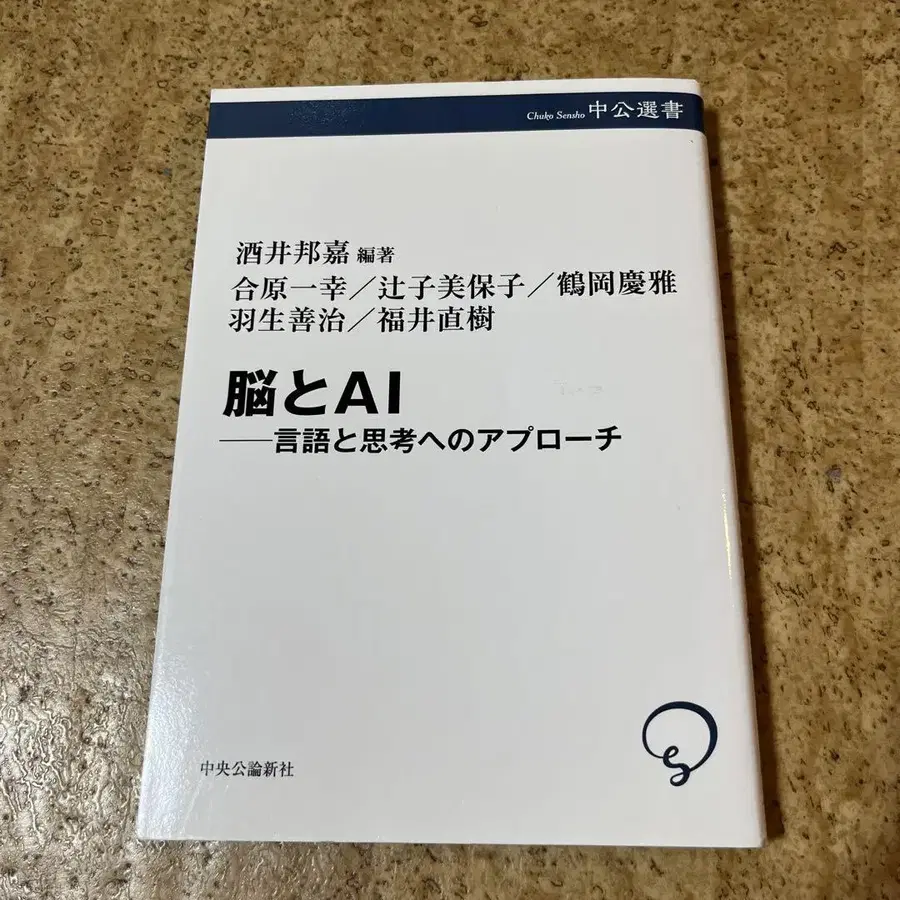 Chuko Sensho 中公選書
酒井邦嘉 編著
合原一幸／辻子美保子／鶴岡慶雅
羽生善治／福井直樹
脳とAI
――言語と思考へのアプローチ
中央公論新社